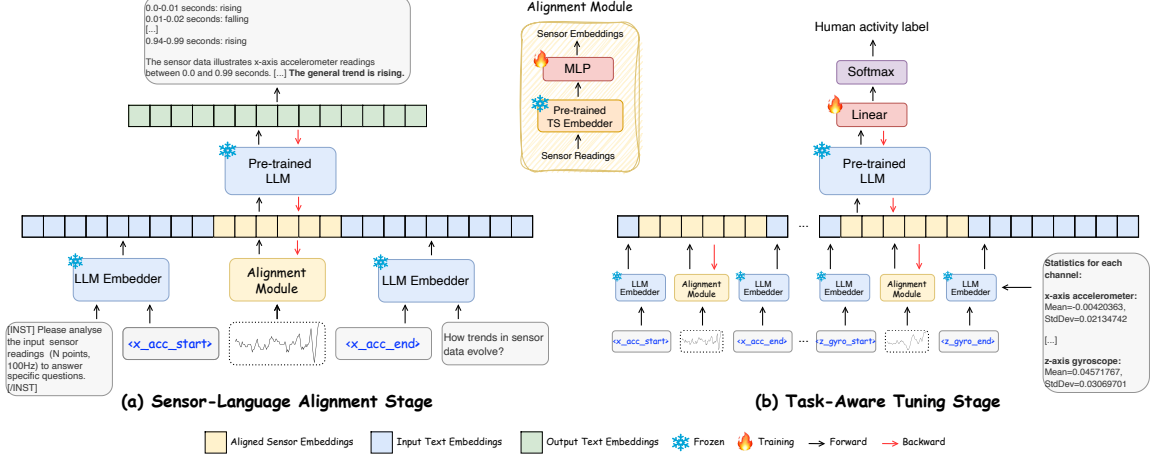 0.0-0.01 seconds: rising
0.01-0.02 seconds: falling
[...]
0.94-0.99 seconds: rising
The sensor data illustrates x-axis accelerometer readings
between 0.0 and 0.99 seconds. [...] The general trend is rising.
Pre-trained
LLM
LLM Embedder
Alignment
Module
LLM Embedder
[INST] Please analyse
the input sensor
readings (N points,
100Hz) to answer
specific questions.
[/INST]
<x_acc_start>
<x_acc_end>
How trends in sensor
data evolve?
(a) Sensor-Language Alignment Stage
Alignment Module
Sensor Embeddings
MLP
Pre-trained
TS Embedder
Sensor Readings
Human activity label
Softmax
Linear
Pre-trained
LLM
...
LLM
Embedder
Alignment
Module
LLM
Embedder
LLM
Embedder
Alignment
Module
LLM
Embedder
<x_acc_start>
<x_acc_end>
...
<z_gyro_start>
<z_gyro_end>
Statistics for each
channel:
x-axis accelerometer:
Mean=-0.00420363,
StdDev=0.02134742
[...]
z-axis gyroscope:
Mean=0.04571767,
StdDev=0.03069701
(b) Task-Aware Tuning Stage
Aligned Sensor Embeddings
Input Text Embeddings
Output Text Embeddings
Frozen
Training
Forward
Backward